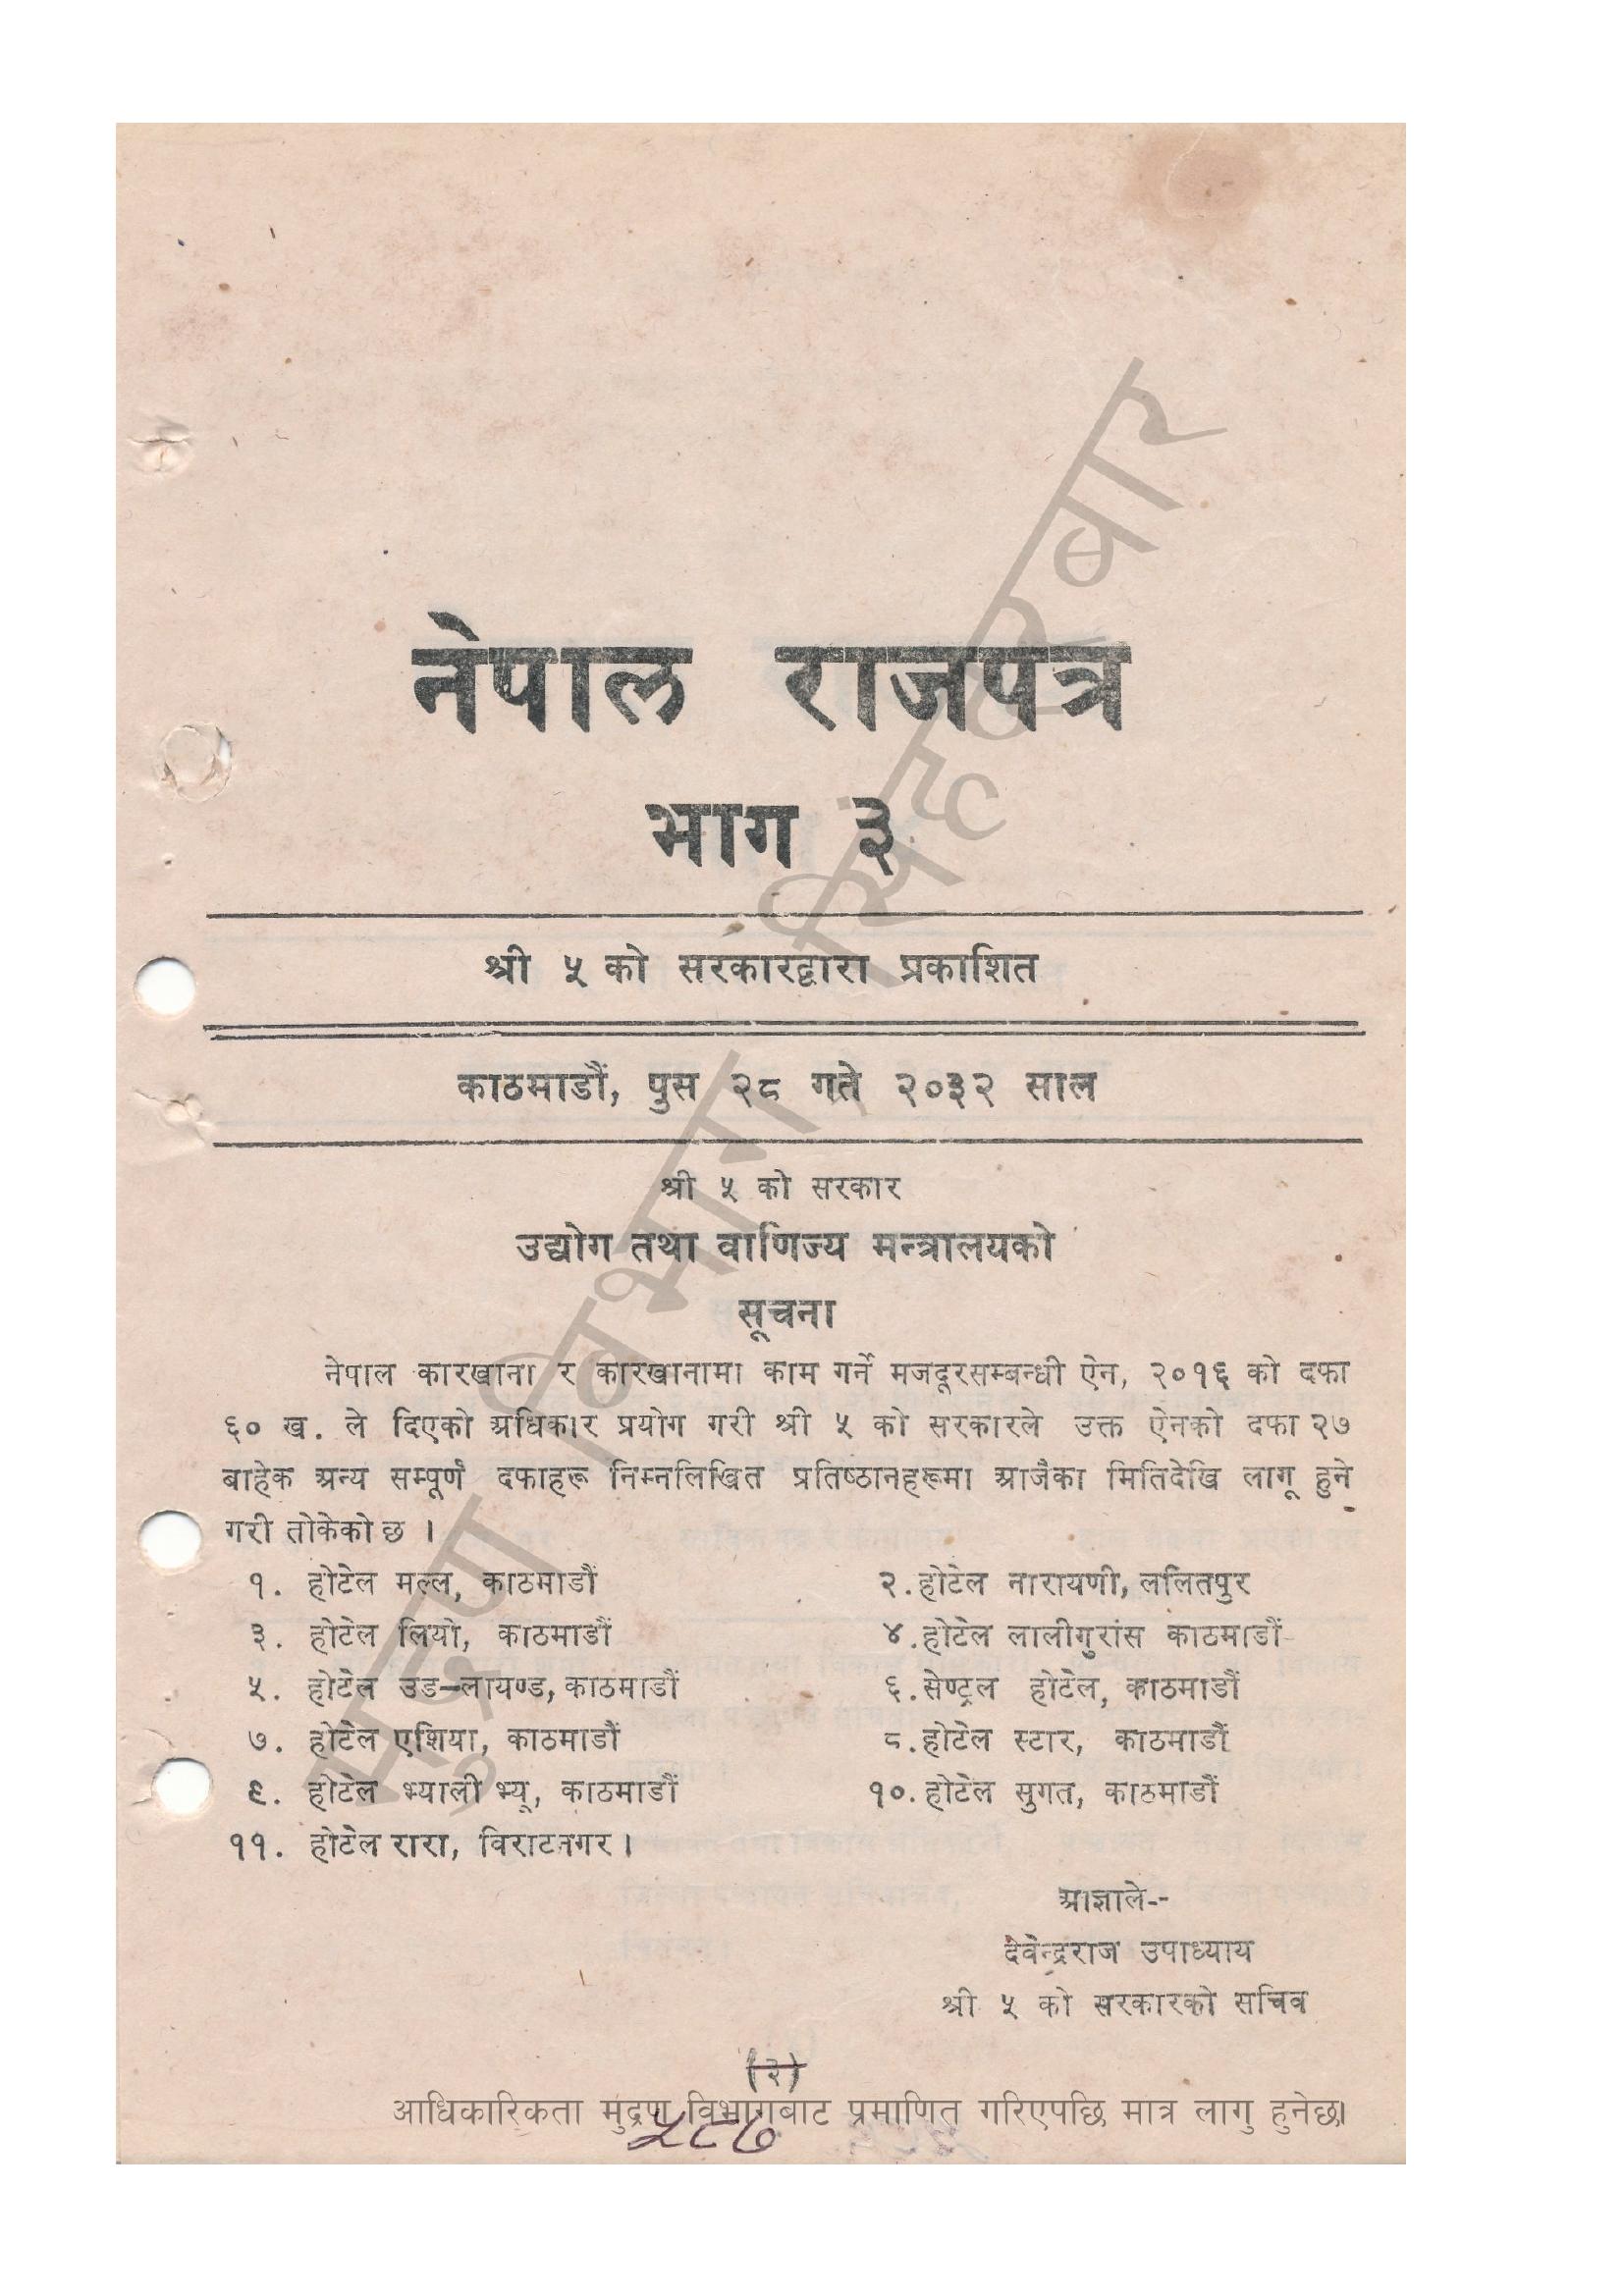 नेपाल राजपत्र
भाग ३
श्री ५ को सरकारद्वारा प्रकाशित
काठमाडौं, पुस २८ गते २०३२ साल
श्री ५ को सरकार
उद्योग तथा वाणिज्य मन्त्रालयको
सूचना
नेपाल कारखाना र कारखानामा काम गर्ने मजदूरसम्बन्धी ऐन, २०१६ को दफा
६० ख. ले दिएको अधिकार प्रयोग गरी श्री ५ को सरकारले उक्त ऐनको दफा २७
बाहेक अन्य सम्पूर्ण दफाहरू निम्नलिखित प्रतिष्ठानहरूमा आजैका मितिदेखि लागू हुने
गरी तोकेको छ ।
१. होटेल मल्ल, काठमाडौं २. होटेल नारायणी, ललितपुर
३. होटेल लियो, काठमाडौं ४. होटेल लालीगुरांस काठमाडौं
५. होटेल उड–लायण्ड, काठमाडौं ६. सेण्ट्रल होटेल, काठमाडौं
७. होटेल एशिया, काठमाडौं ८. होटेल स्टार, काठमाडौं
९. होटेल भ्याली भ्यू, काठमाडौं १०. होटेल सुगत, काठमाडौं
११. होटेल रारा, विराटनगर ।
आज्ञाले--
देवेन्द्रराज उपाध्याय
श्री ५ को सरकारको सचिव
(२)
आधिकारिकता मुद्रण विभागबाट प्रमाणित गरिएपछि मात्र लागु हुनेछ।
५८७
मुद्रण विभाग, सिंहदरबार